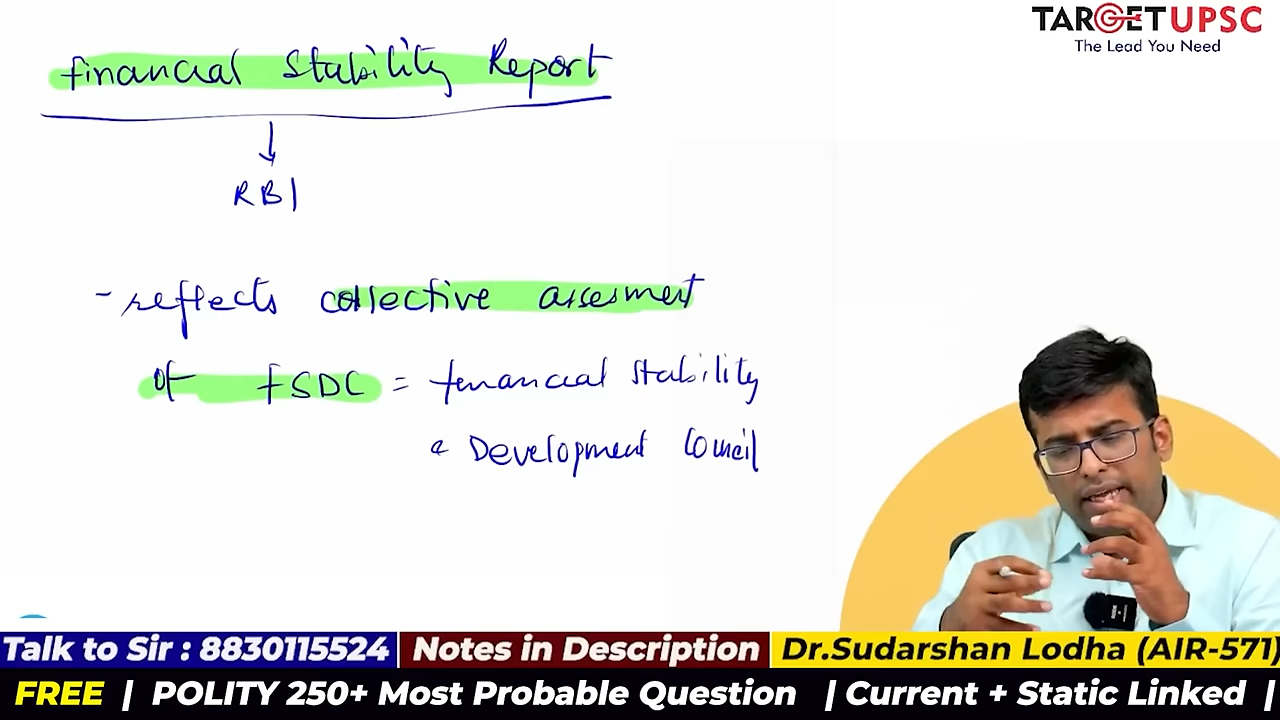 TARGETUPSC
The Lead You Need
financial Stability Report
RBI
- reflects collective assesment
of FSDC = financial Stability
& Development Council
Talk to Sir : 8830115524 Notes in Description Dr.Sudarshan Lodha (AIR-571)
FREE | POLITY 250+ Most Probable Question | Current + Static Linked |